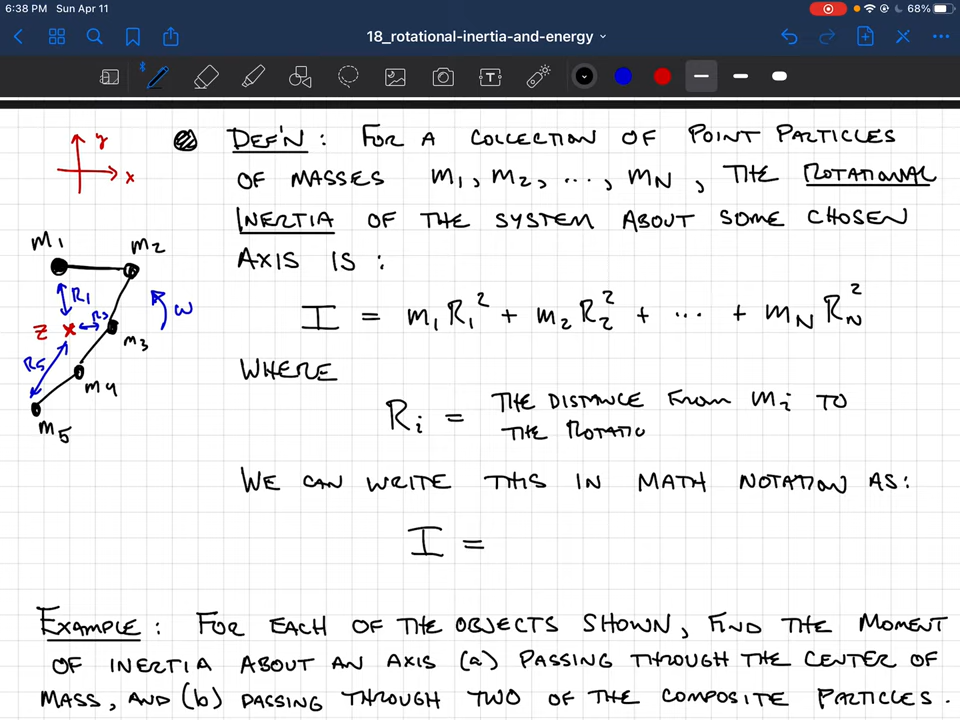 6:38 PM Sun Apr 11
68%
18_rotational-inertia-and-energy
T
y
x
DEF'N: FOR A COLLECTION OF POINT PARTICLES
OF MASSES m1, m2, ..., mN, THE ROTATIONAL
INERTIA OF THE SYSTEM ABOUT SOME CHOSEN
AXIS IS:
m1
m2
R1
ω
Z
R3
m3
R5
m4
m5
I = m1R1² + m2R2² + ... + mNRN²
WHERE
Ri = THE DISTANCE FROM mi TO
THE ROTATIO
WE CAN WRITE THIS IN MATH NOTATION AS:
I =
EXAMPLE: FOR EACH OF THE OBJECTS SHOWN, FIND THE MOMENT
OF INERTIA ABOUT AN AXIS (a) PASSING THROUGH THE CENTER OF
MASS, AND (b) PASSING THROUGH TWO OF THE COMPOSITE PARTICLES.